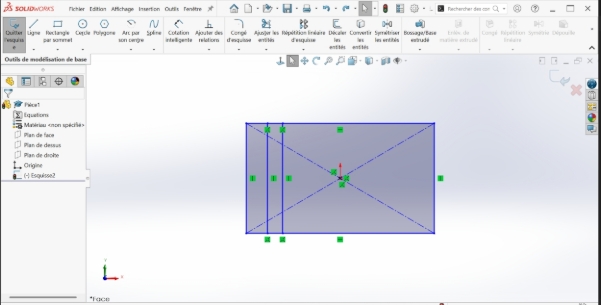 SOLIDWORKS
Fichier Edition Affichage Insertion Outils Fenêtre
Rechercher des
Quitter l'esquisse
Ligne
Rectangle par sommet
Cercle
Polygone
Arc par son centre
Spline
Cotation intelligente
Ajouter des relations
Congé d'esquisse
Ajuster les entités
Répétition linéaire d'esquisse
Décaler les entités
Convertir les entités
Symétriser les entités
Bossage/Base extrudé
Enlèv. de matière extrudé
Congé
Répétition linéaire
Symétrie
Dépouille
Outils de modélisation de base
Pièce1
Equations
Matériau <non spécifié>
Plan de face
Plan de dessus
Plan de droite
Origine
(-) Esquisse2
*Face